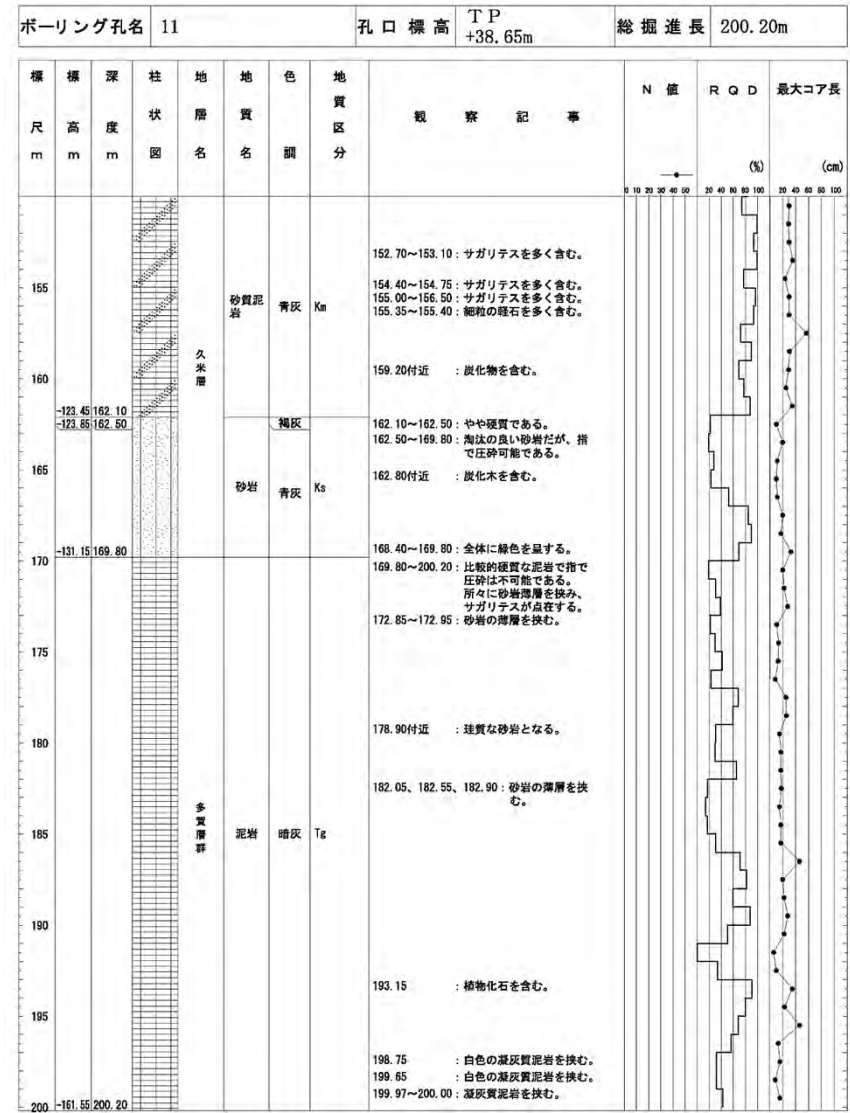 ボーリング孔名 11 孔口標高 TP +38.65m 総掘進長 200.20m
標尺 m 標高 m 深度 m 柱状図 地層名 地質名 色調 地質区分 観察記事 N 値 RQD (%) 最大コア長 (cm)
0 10 20 30 40 50 20 40 60 80 100 20 40 60 80 100
152.70～153.10：サガリテスを多く含む。
154.40～154.75：サガリテスを多く含む。
155 155.00～156.50：サガリテスを多く含む。
砂質泥岩 青灰 Km 155.35～155.40：細粒の軽石を多く含む。
久米層
159.20付近 ：炭化物を含む。
160
-123.45 162.10
-123.85 162.50 褐灰 162.10～162.50：やや硬質である。
162.50～169.80：淘汰の良い砂岩だが、指
で圧砕可能である。
165 162.80付近 ：炭化木を含む。
砂岩 青灰 Ks
-131.15 169.80 168.40～169.80：全体に緑色を呈する。
170 169.80～200.20：比較的硬質な泥岩で指で
圧砕は不可能である。
所々に砂岩薄層を挟み、
サガリテスが点在する。
172.85～172.95：砂岩の薄層を挟む。
175
178.90付近 ：珪質な砂岩となる。
180
182.05、182.55、182.90：砂岩の薄層を挟
む。
185 多賀層群 泥岩 暗灰 Tg
190
193.15 ：植物化石を含む。
195
198.75 ：白色の凝灰質泥岩を挟む。
199.65 ：白色の凝灰質泥岩を挟む。
199.97～200.00：凝灰質泥岩を挟む。
200 -161.55 200.20